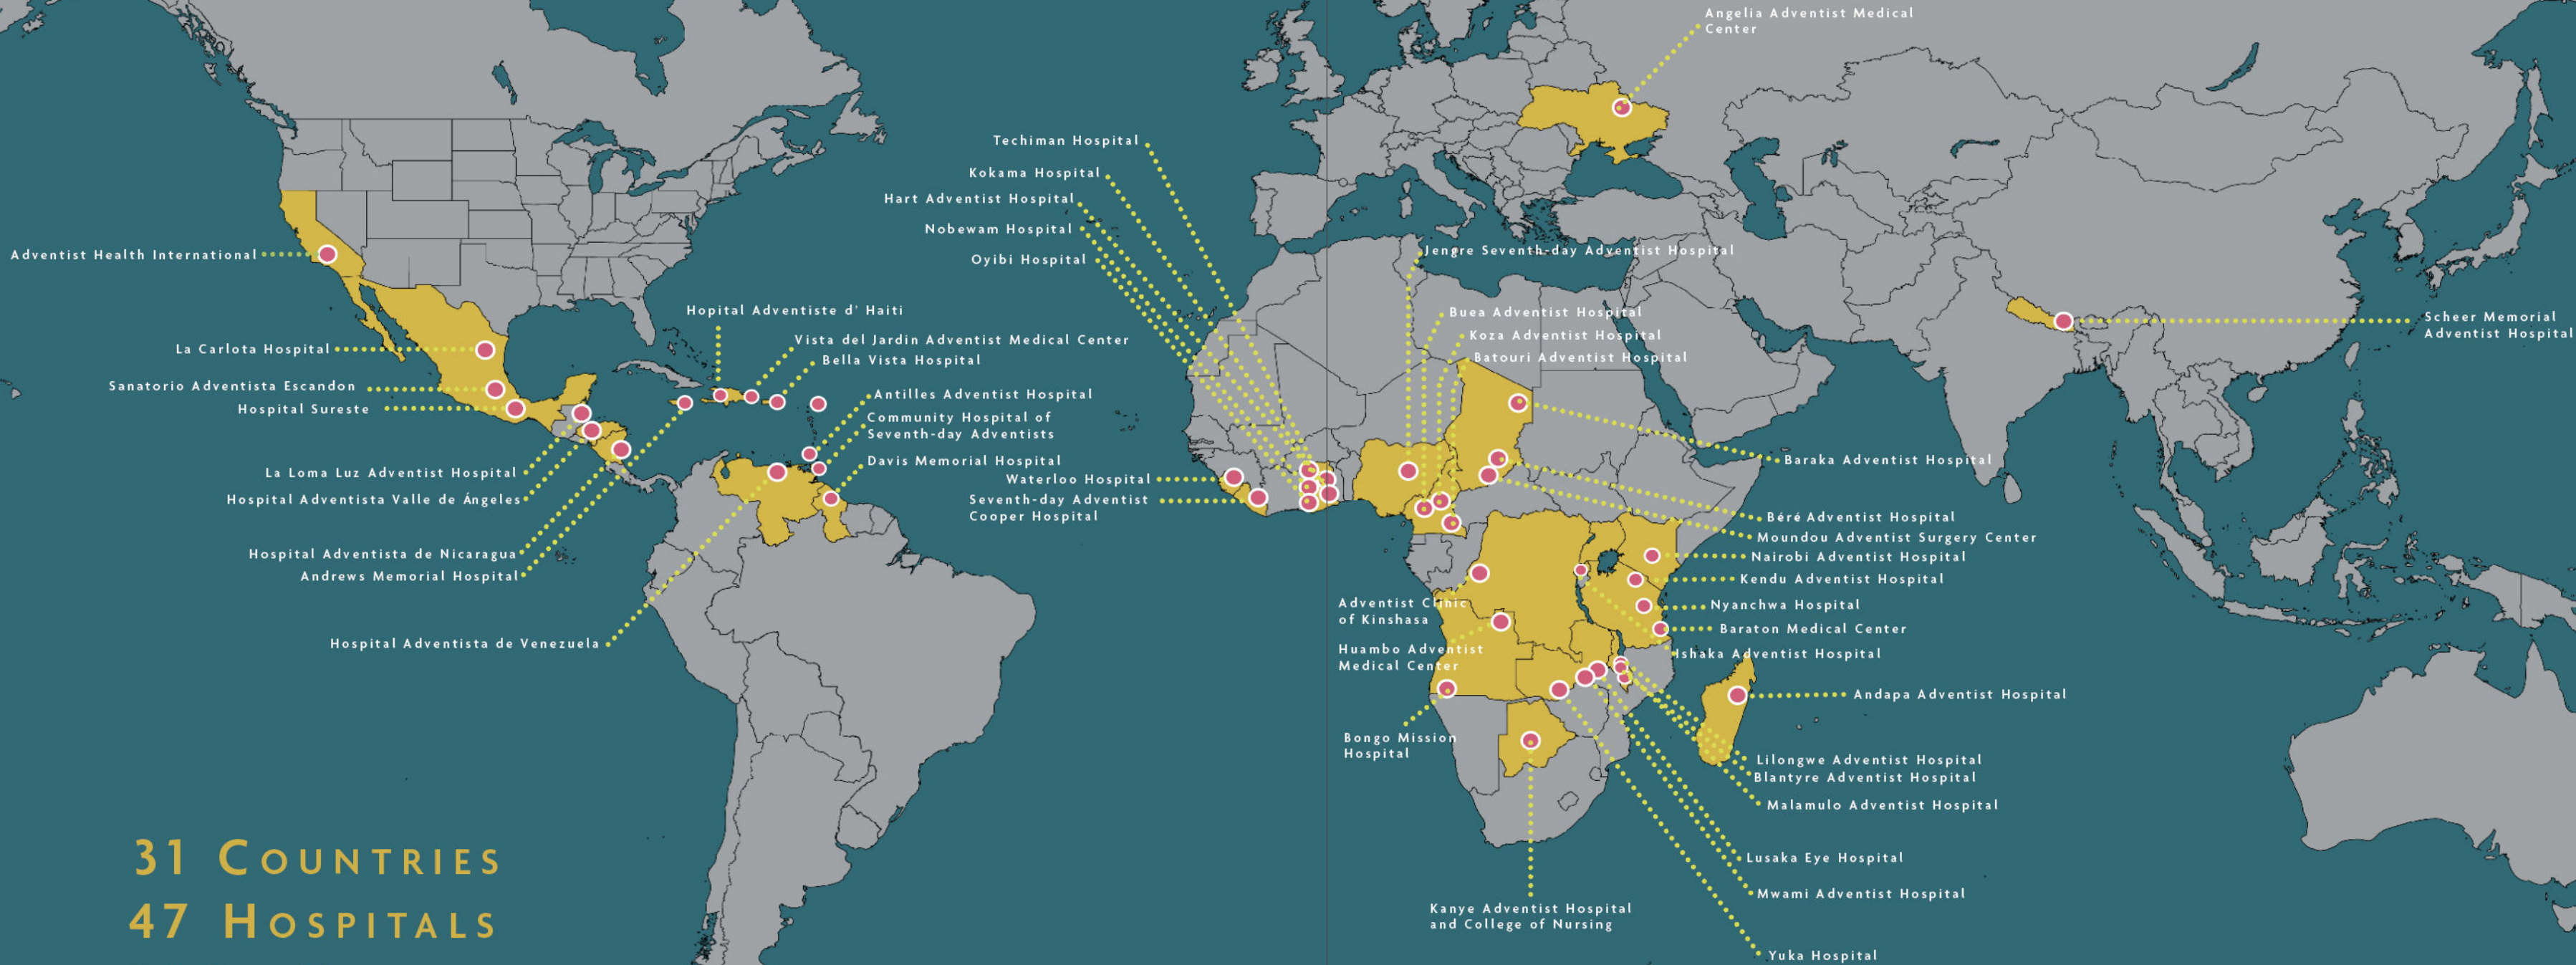 Angelia Adventist Medical
Center
Techiman Hospital
Kokama Hospital
Hart Adventist Hospital
Nobewam Hospital
Oyibi Hospital
Adventist Health International
Jengre Seventh-day Adventist Hospital
Hopital Adventiste d' Haiti
Buea Adventist Hospital
Koza Adventist Hospital
Batouri Adventist Hospital
Scheer Memorial
Adventist Hospital
Vista del Jardin Adventist Medical Center
Bella Vista Hospital
La Carlota Hospital
Sanatorio Adventista Escandon
Hospital Sureste
Antilles Adventist Hospital
Community Hospital of
Seventh-day Adventists
Davis Memorial Hospital
Waterloo Hospital
Seventh-day Adventist
Cooper Hospital
La Loma Luz Adventist Hospital
Hospital Adventista Valle de Ángeles
Hospital Adventista de Nicaragua
Andrews Memorial Hospital
Hospital Adventista de Venezuela
Baraka Adventist Hospital
Béré Adventist Hospital
Moundou Adventist Surgery Center
Nairobi Adventist Hospital
Kendu Adventist Hospital
Nyanchwa Hospital
Baraton Medical Center
Ishaka Adventist Hospital
Adventist Clinic
of Kinshasa
Huambo Adventist
Medical Center
Bongo Mission
Hospital
Andapa Adventist Hospital
Lilongwe Adventist Hospital
Blantyre Adventist Hospital
Malamulo Adventist Hospital
Lusaka Eye Hospital
Mwami Adventist Hospital
Yuka Hospital
Kanye Adventist Hospital
and College of Nursing
31 Countries
47 Hospitals